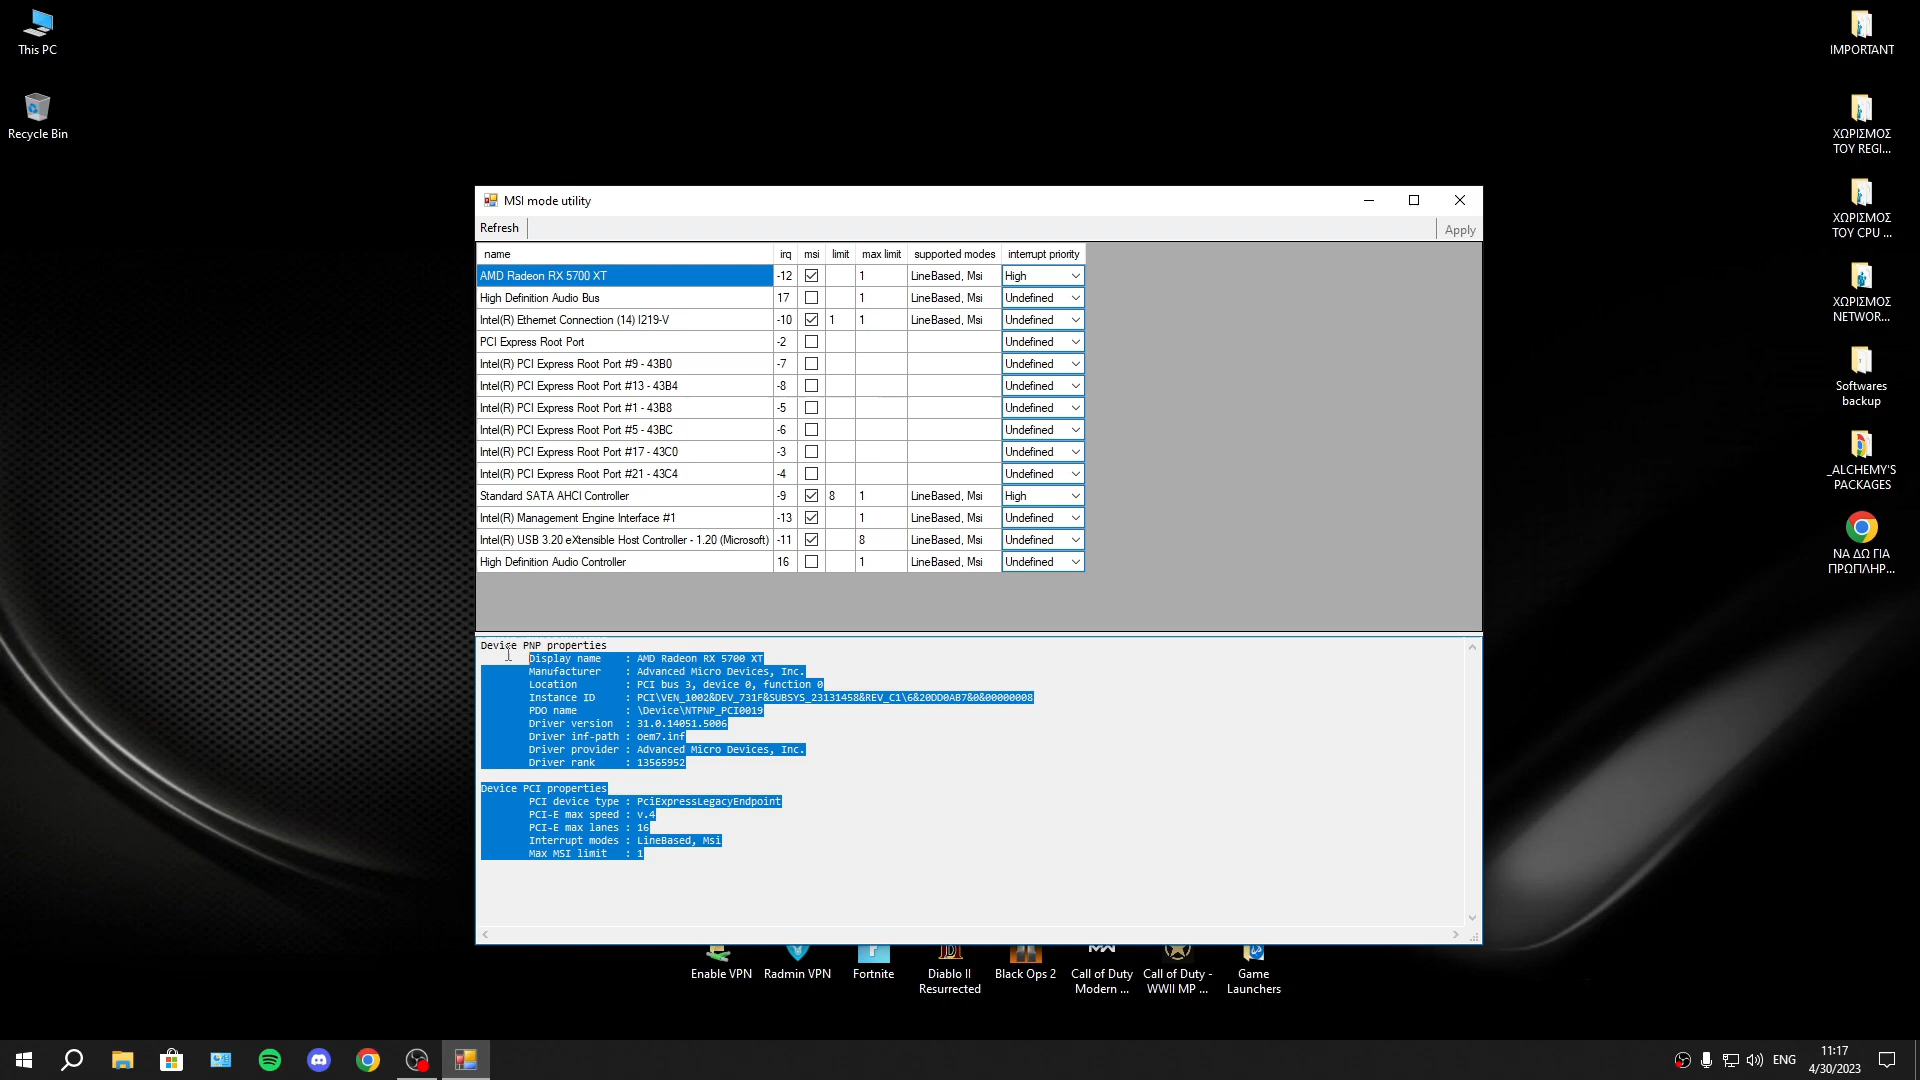 This PC
Recycle Bin
IMPORTANT
ΧΩΡΙΣΜΟΣ
ΤΟΥ REGI...
ΧΩΡΙΣΜΟΣ
ΤΟΥ CPU ...
ΧΩΡΙΣΜΟΣ
NETWOR...
Softwares
backup
_ALCHEMY'S
PACKAGES
ΝΑ ΔΩ ΓΙΑ
ΠΡΩΠΛΗΡ...
MSI mode utility
Refresh
Apply
name irq msi limit max limit supported modes interrupt priority
AMD Radeon RX 5700 XT -12 1 LineBased, Msi High
High Definition Audio Bus 17 1 LineBased, Msi Undefined
Intel(R) Ethernet Connection (14) I219-V -10 1 1 LineBased, Msi Undefined
PCI Express Root Port -2 Undefined
Intel(R) PCI Express Root Port #9 - 43B0 -7 Undefined
Intel(R) PCI Express Root Port #13 - 43B4 -8 Undefined
Intel(R) PCI Express Root Port #1 - 43B8 -5 Undefined
Intel(R) PCI Express Root Port #5 - 43BC -6 Undefined
Intel(R) PCI Express Root Port #17 - 43C0 -3 Undefined
Intel(R) PCI Express Root Port #21 - 43C4 -4 Undefined
Standard SATA AHCI Controller -9 8 1 LineBased, Msi High
Intel(R) Management Engine Interface #1 -13 1 LineBased, Msi Undefined
Intel(R) USB 3.20 eXtensible Host Controller - 1.20 (Microsoft) -11 8 LineBased, Msi Undefined
High Definition Audio Controller 16 1 LineBased, Msi Undefined
Device PNP properties
Display name : AMD Radeon RX 5700 XT
Manufacturer : Advanced Micro Devices, Inc.
Location : PCI bus 3, device 0, function 0
Instance ID : PCI\VEN_1002&DEV_731F&SUBSYS_23131458&REV_C1\6&20DD0AB7&0&00000008
PDO name : \Device\NTPNP_PCI0019
Driver version : 31.0.14051.5006
Driver inf-path : oem7.inf
Driver provider : Advanced Micro Devices, Inc.
Driver rank : 13565952
Device PCI properties
PCI device type : PciExpressLegacyEndpoint
PCI-E max speed : v.4
PCI-E max lanes : 16
Interrupt modes : LineBased, Msi
Max MSI limit : 1
Enable VPN
Radmin VPN
Fortnite
Diablo II
Resurrected
Black Ops 2
Call of Duty
Modern ...
Call of Duty -
WWII MP ...
Game
Launchers
ENG
11:17
4/30/2023